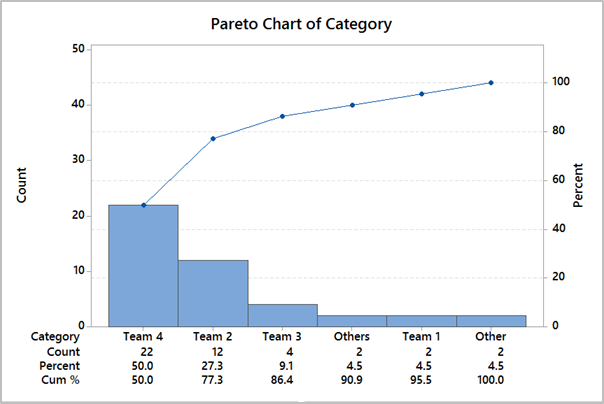 Pareto Chart of Category
50
40
30
20
10
0
Count
100
80
60
40
20
0
Percent
Category Team 4 Team 2 Team 3 Others Team 1 Other
Count 22 12 4 2 2 2
Percent 50.0 27.3 9.1 4.5 4.5 4.5
Cum % 50.0 77.3 86.4 90.9 95.5 100.0